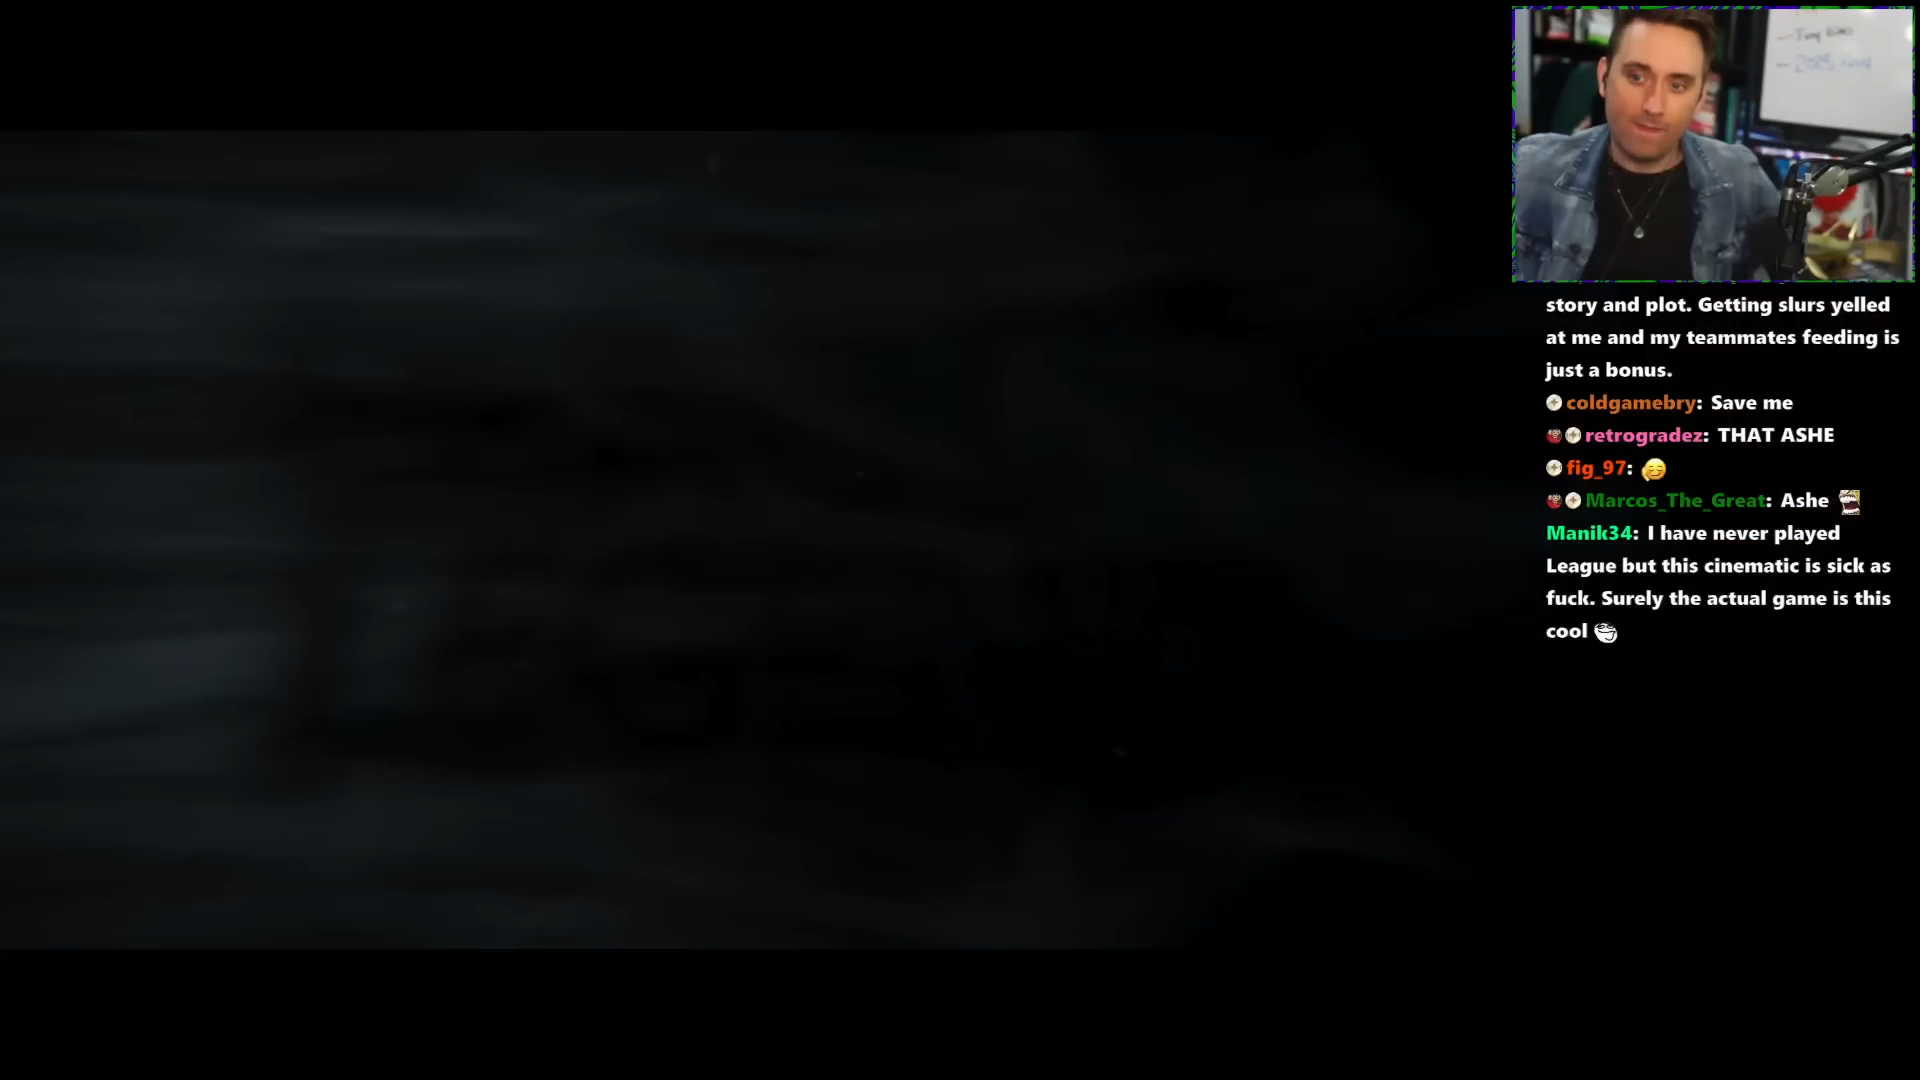 story and plot. Getting slurs yelled
at me and my teammates feeding is
just a bonus.
coldgamebry: Save me
retrogradez: THAT ASHE
fig_97:
Marcos_The_Great: Ashe
Manik34: I have never played
League but this cinematic is sick as
fuck. Surely the actual game is this
cool